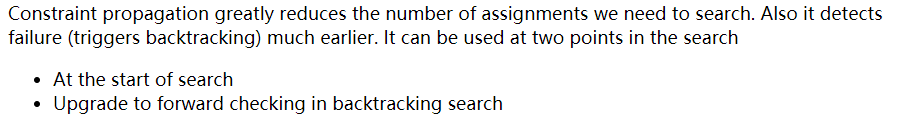 Constraint propagation greatly reduces the number of assignments we need to search. Also it detects
failure (triggers backtracking) much earlier. It can be used at two points in the search
• At the start of search
• Upgrade to forward checking in backtracking search